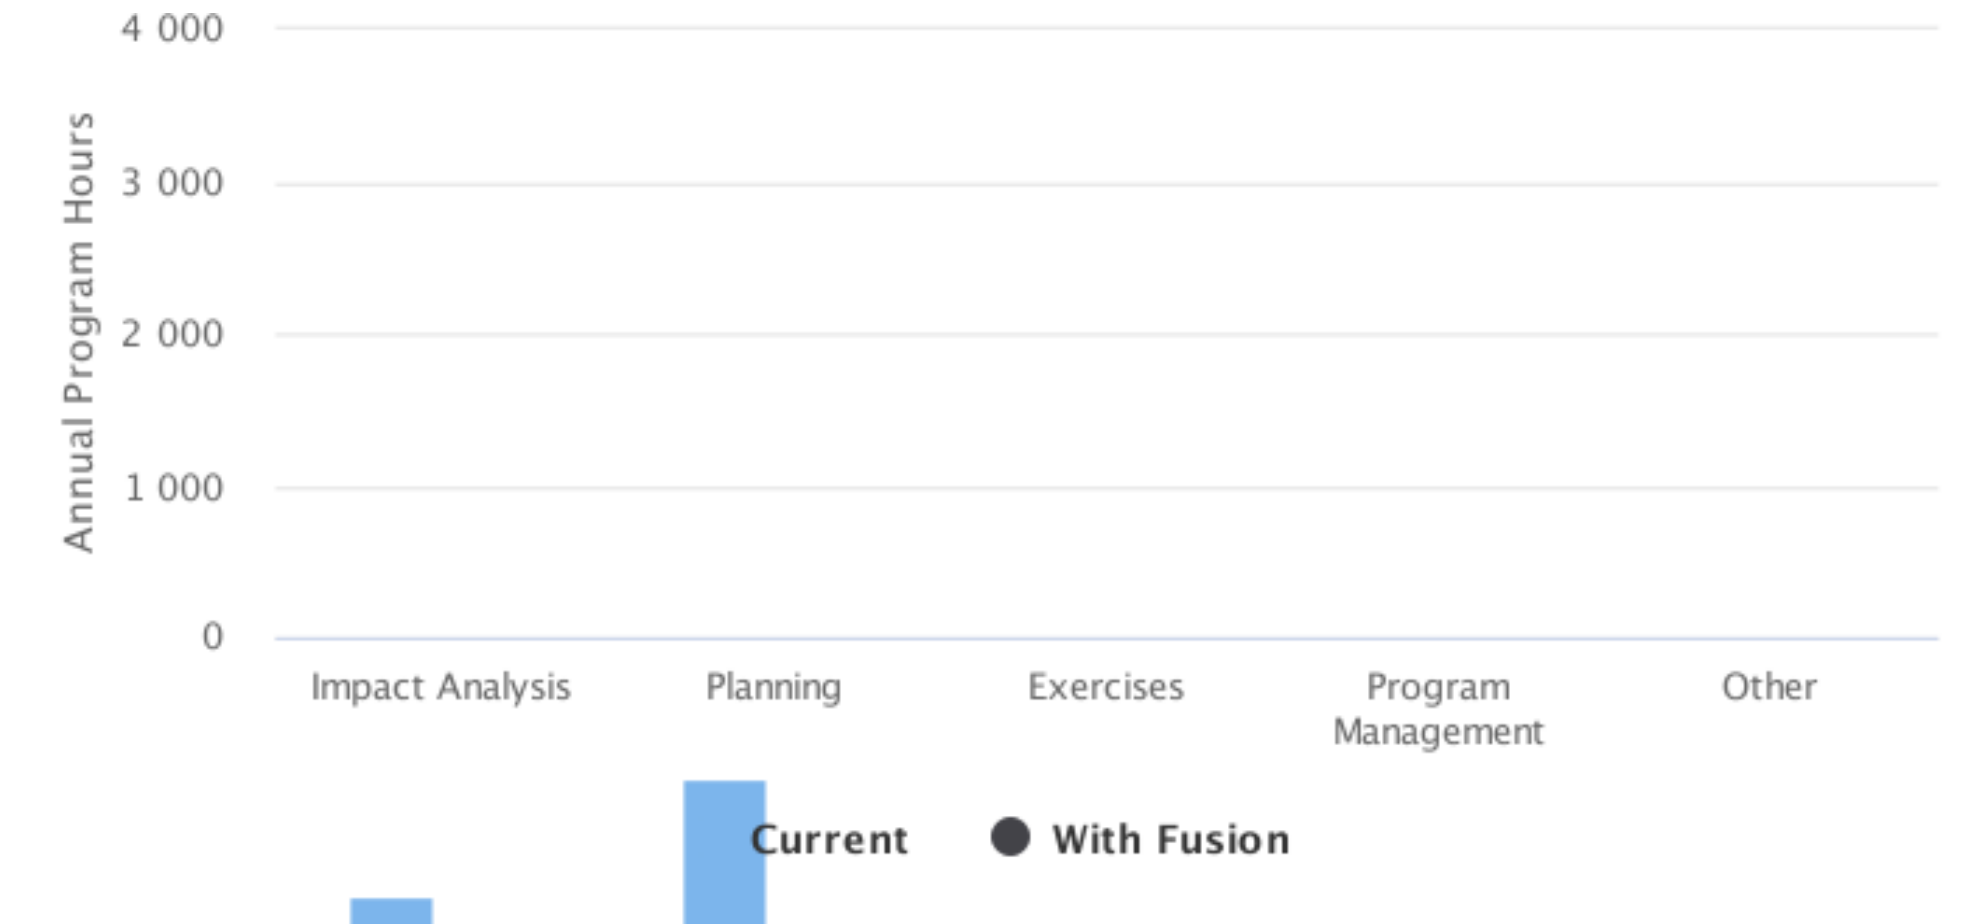 4 000
3 000
2 000
1 000
0
Annual Program Hours
Impact Analysis
Planning
Exercises
Program
Management
Other
Current
With Fusion